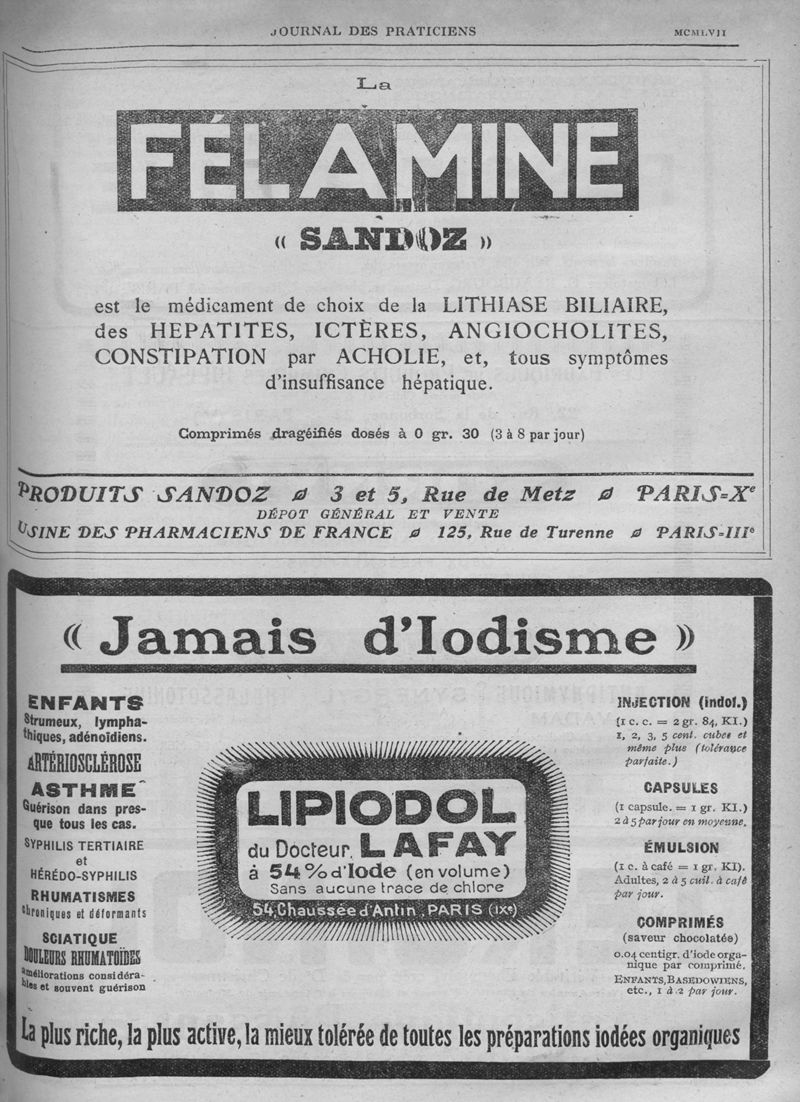 JOURNAL DES PRATICIENS MCMLVII
La
FÉLAMINE
« SANDOZ »
est le médicament de choix de la LITHIASE BILIAIRE,
des HEPATITES, ICTÈRES, ANGIOCHOLITES,
CONSTIPATION par ACHOLIE, et, tous symptômes
d'insuffisance hépatique.
Comprimés dragéifiés dosés à 0 gr. 30 (3 à 8 par jour)
PRODUITS SANDOZ ø 3 et 5, Rue de Metz ø PARIS-Xe
DÉPOT GÉNÉRAL ET VENTE
USINE DES PHARMACIENS DE FRANCE ø 125, Rue de Turenne ø PARIS-IIIe
« Jamais d'Iodisme »
ENFANTS
Strumeux, lympha-
thiques, adénoïdiens.
ARTÉRIOSCLÉROSE
ASTHME
Guérison dans pres-
que tous les cas.
SYPHILIS TERTIAIRE
et
HÉRÉDO-SYPHILIS
RHUMATISMES
chroniques et déformants
SCIATIQUE
DOULEURS RHUMATOÏDES
améliorations considéra-
bles et souvent guérison
LIPIODOL
du Docteur. LAFAY
à 54% d'Iode (en volume)
Sans aucune trace de chlore
54, Chaussée d'Antin, PARIS (IXe)
INJECTION (indol.)
(1 c. c. = 2 gr. 84, KI.)
1, 2, 3, 5 cent. cubes et
même plus (tolérance
parfaite.)
CAPSULES
(1 capsule. = 1 gr. KI.)
2 à 5 par jour en moyenne.
ÉMULSION
(1 c. à café = 1 gr. KI).
Adultes, 2 à 5 cuil. à café
par jour.
COMPRIMÉS
(saveur chocolatée)
0.04 centigr. d'iode orga-
nique par comprimé.
ENFANTS, BASEDOWIENS,
etc., 1 à 2 par jour.
La plus riche, la plus active, la mieux tolérée de toutes les préparations iodées organiques